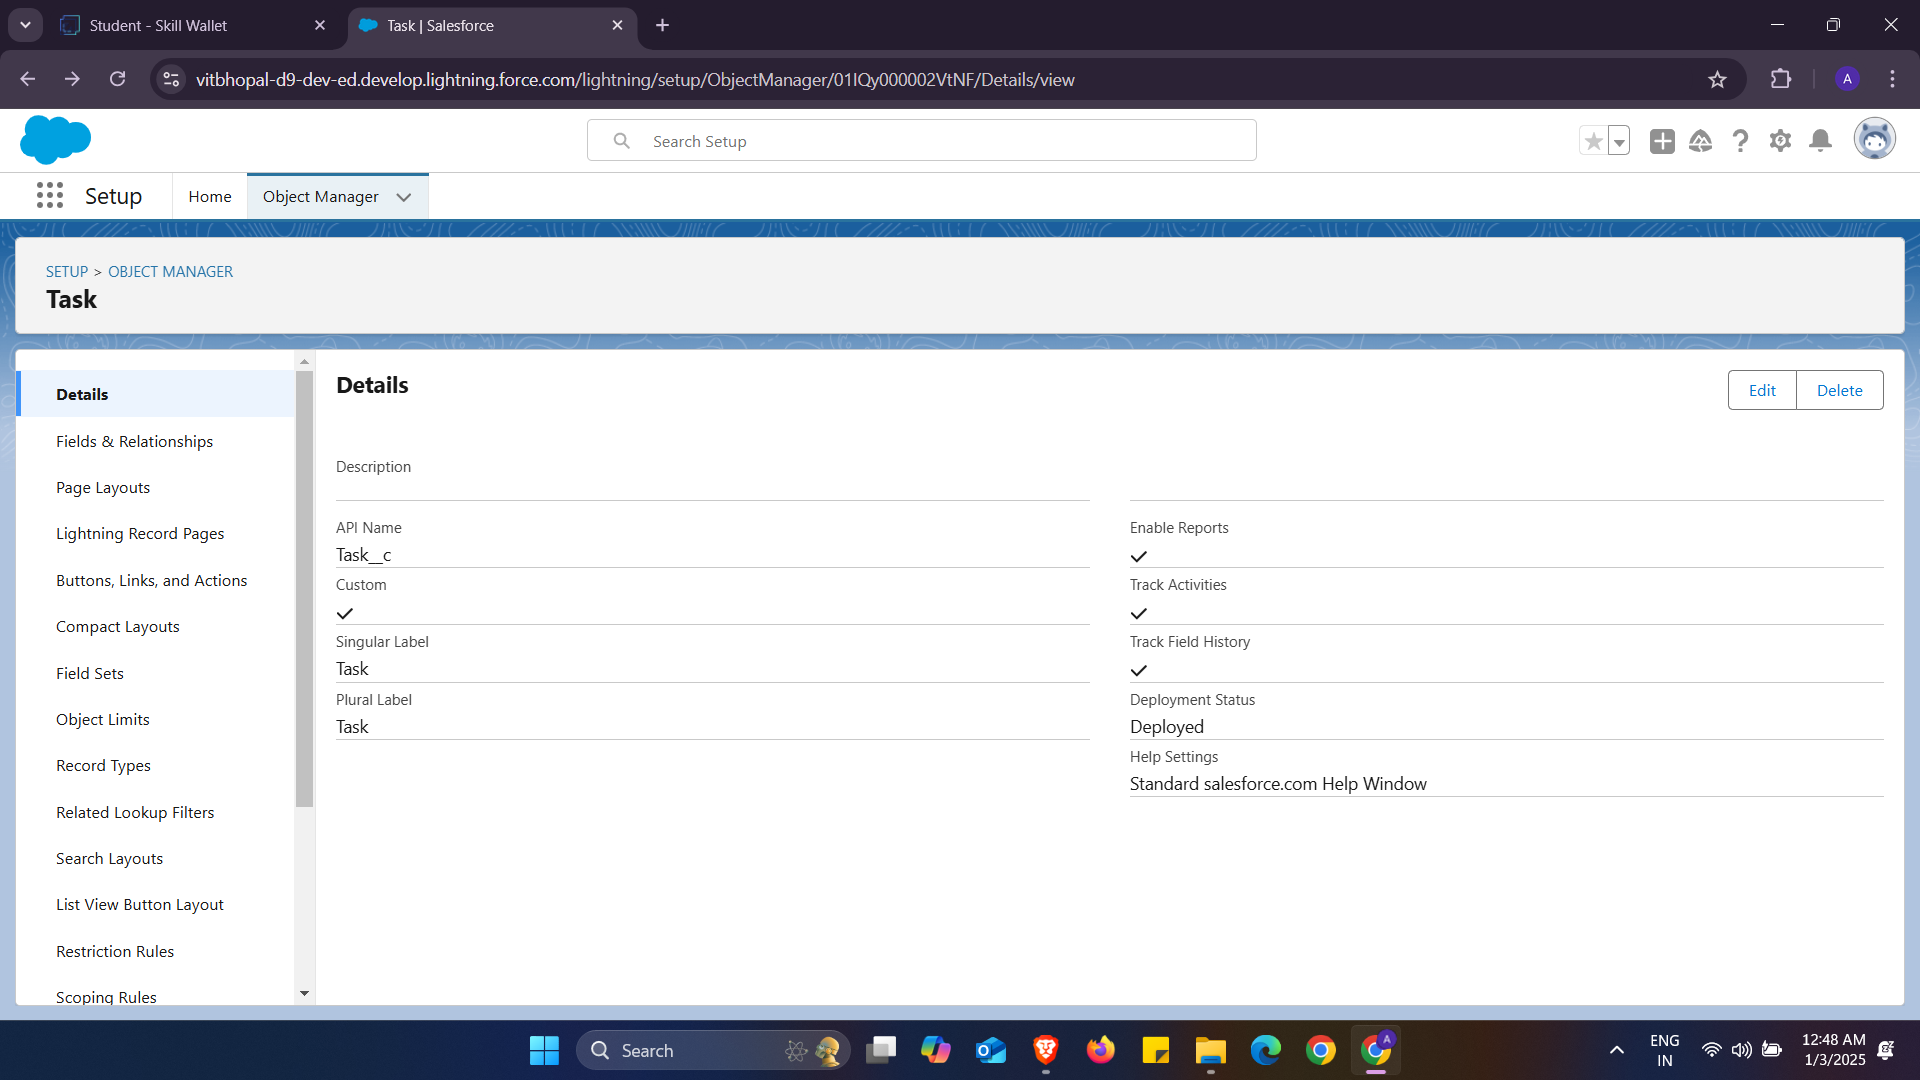 Student - Skill Wallet
Task | Salesforce
vitbhopal-d9-dev-ed.develop.lightning.force.com/lightning/setup/ObjectManager/01IQy000002VtNF/Details/view
A
Search Setup
Setup
Home
Object Manager
SETUP > OBJECT MANAGER
Task
Details
Fields & Relationships
Page Layouts
Lightning Record Pages
Buttons, Links, and Actions
Compact Layouts
Field Sets
Object Limits
Record Types
Related Lookup Filters
Search Layouts
List View Button Layout
Restriction Rules
Scoping Rules
Details
Edit
Delete
Description
API Name
Task__c
Custom
Singular Label
Task
Plural Label
Task
Enable Reports
Track Activities
Track Field History
Deployment Status
Deployed
Help Settings
Standard salesforce.com Help Window
Search
A
ENG
IN
12:48 AM
1/3/2025